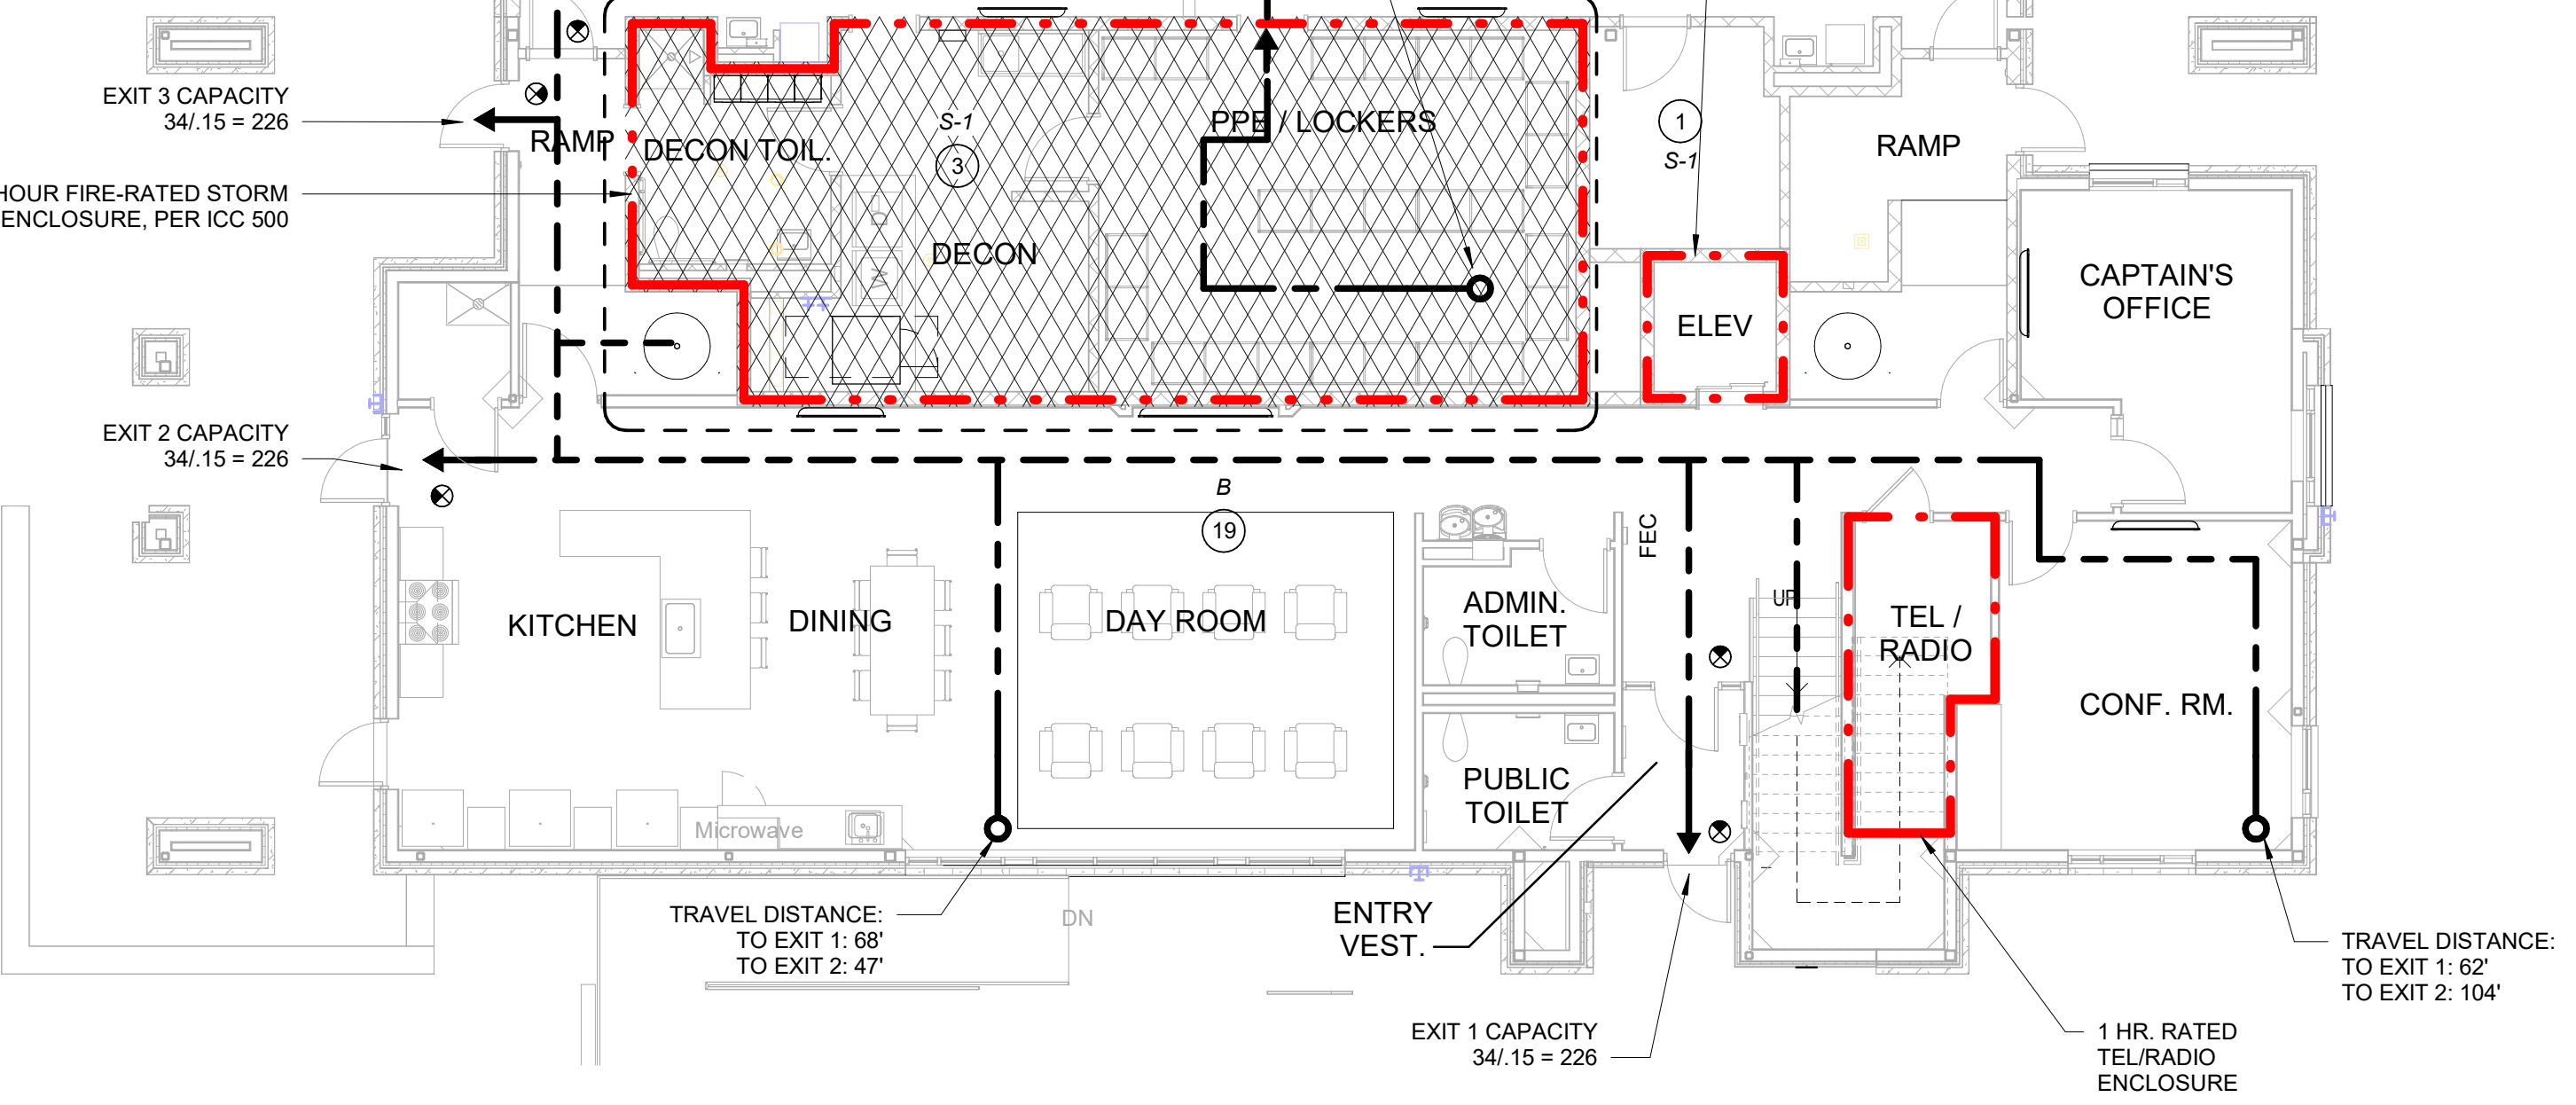 EXIT 3 CAPACITY
34/.15 = 226
RAMP
HOUR FIRE-RATED STORM
ENCLOSURE, PER ICC 500
DECON TOIL.
S-1
3
DECON
D
W
PPE / LOCKERS
1
S-1
RAMP
ELEV
CAPTAIN'S
OFFICE
EXIT 2 CAPACITY
34/.15 = 226
B
19
FEC
KITCHEN
DINING
DAY ROOM
ADMIN.
TOILET
UP
TEL /
RADIO
CONF. RM.
PUBLIC
TOILET
Microwave
TRAVEL DISTANCE:
TO EXIT 1: 68'
TO EXIT 2: 47'
DN
ENTRY
VEST.
EXIT 1 CAPACITY
34/.15 = 226
TRAVEL DISTANCE:
TO EXIT 1: 62'
TO EXIT 2: 104'
1 HR. RATED
TEL/RADIO
ENCLOSURE